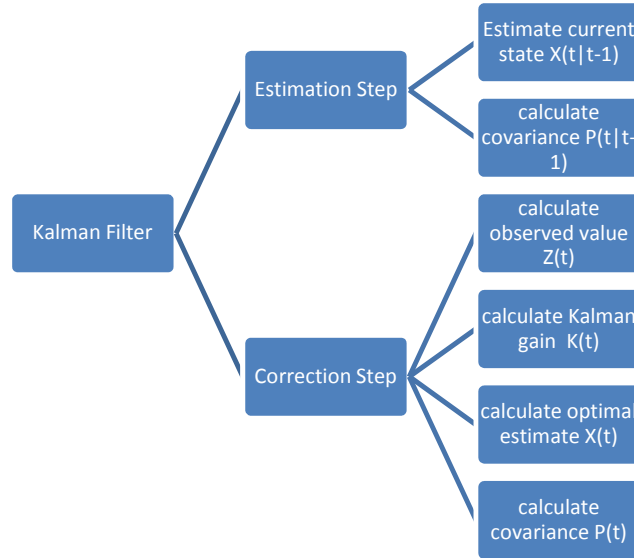 Estimate current
state X(t|t-1)
Estimation Step
calculate
covariance P(t|t-
1)
Kalman Filter
calculate
observed value
Z(t)
calculate Kalman
gain K(t)
Correction Step
calculate optimal
estimate X(t)
calculate
covariance P(t)